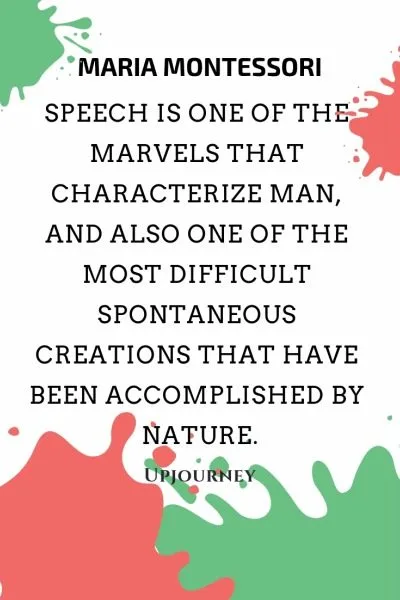 MARIA MONTESSORI
SPEECH IS ONE OF THE
MARVELS THAT
CHARACTERIZE MAN,
AND ALSO ONE OF THE
MOST DIFFICULT
SPONTANEOUS
CREATIONS THAT HAVE
BEEN ACCOMPLISHED BY
NATURE.
UPJOURNEY